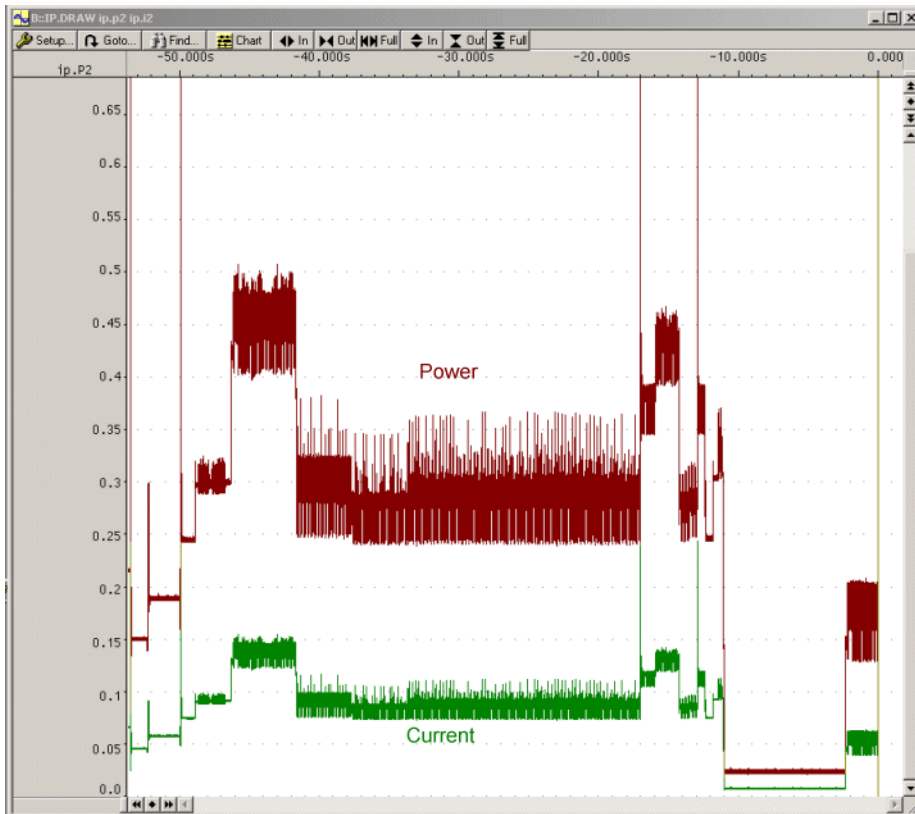 B::IP.DRAW ip.p2 ip.i2
Setup... Goto... Find... Chart In Out Full In Out Full
-50.000s -40.000s -30.000s -20.000s -10.000s 0.000
ip.P2
0.65
0.6
0.55
0.5
0.45
0.4
Power
0.35
0.3
0.25
0.2
0.15
0.1
Current
0.05
0.0